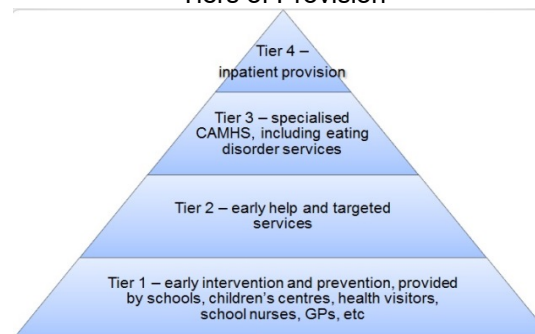 Tiers of Provision
Tier 4 –
inpatient provision
Tier 3 – specialised
CAMHS, including eating
disorder services
Tier 2 – early help and targeted
services
Tier 1 – early intervention and prevention, provided
by schools, children's centres, health visitors,
school nurses, GPs, etc